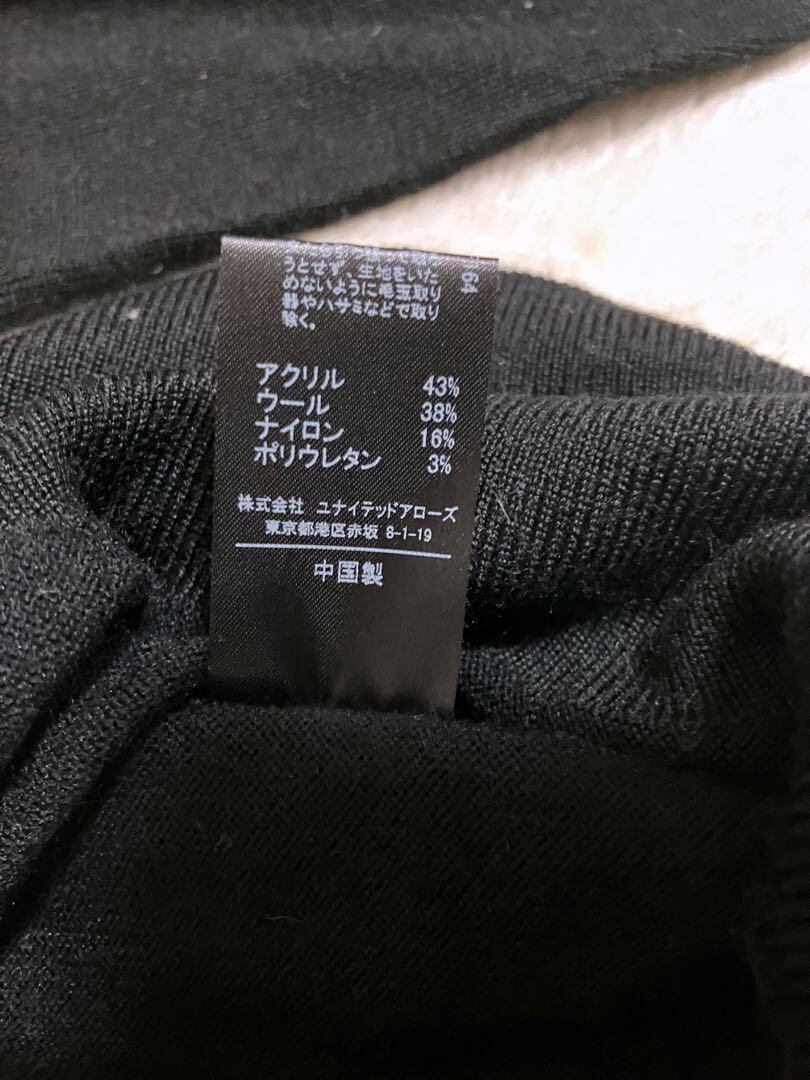 うとせず、生地をいた
めないように毛玉取り
器やハサミなどで取り
除く。
64
アクリル 43%
ウール 38%
ナイロン 16%
ポリウレタン 3%
株式会社 ユナイテッドアローズ
東京都港区赤坂 8-1-19
中国製